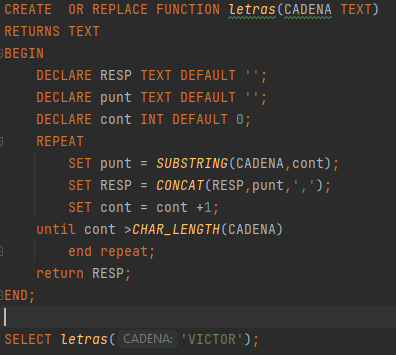 CREATE  OR REPLACE FUNCTION letras(CADENA TEXT)
RETURNS TEXT
BEGIN
    DECLARE RESP TEXT DEFAULT '';
    DECLARE punt TEXT DEFAULT '';
    DECLARE cont INT DEFAULT 0;
    REPEAT
        SET punt = SUBSTRING(CADENA,cont);
        SET RESP = CONCAT(RESP,punt,',');
        SET cont = cont +1;
    until cont >CHAR_LENGTH(CADENA)
        end repeat;
    return RESP;
END;
SELECT letras( CADENA: 'VICTOR');